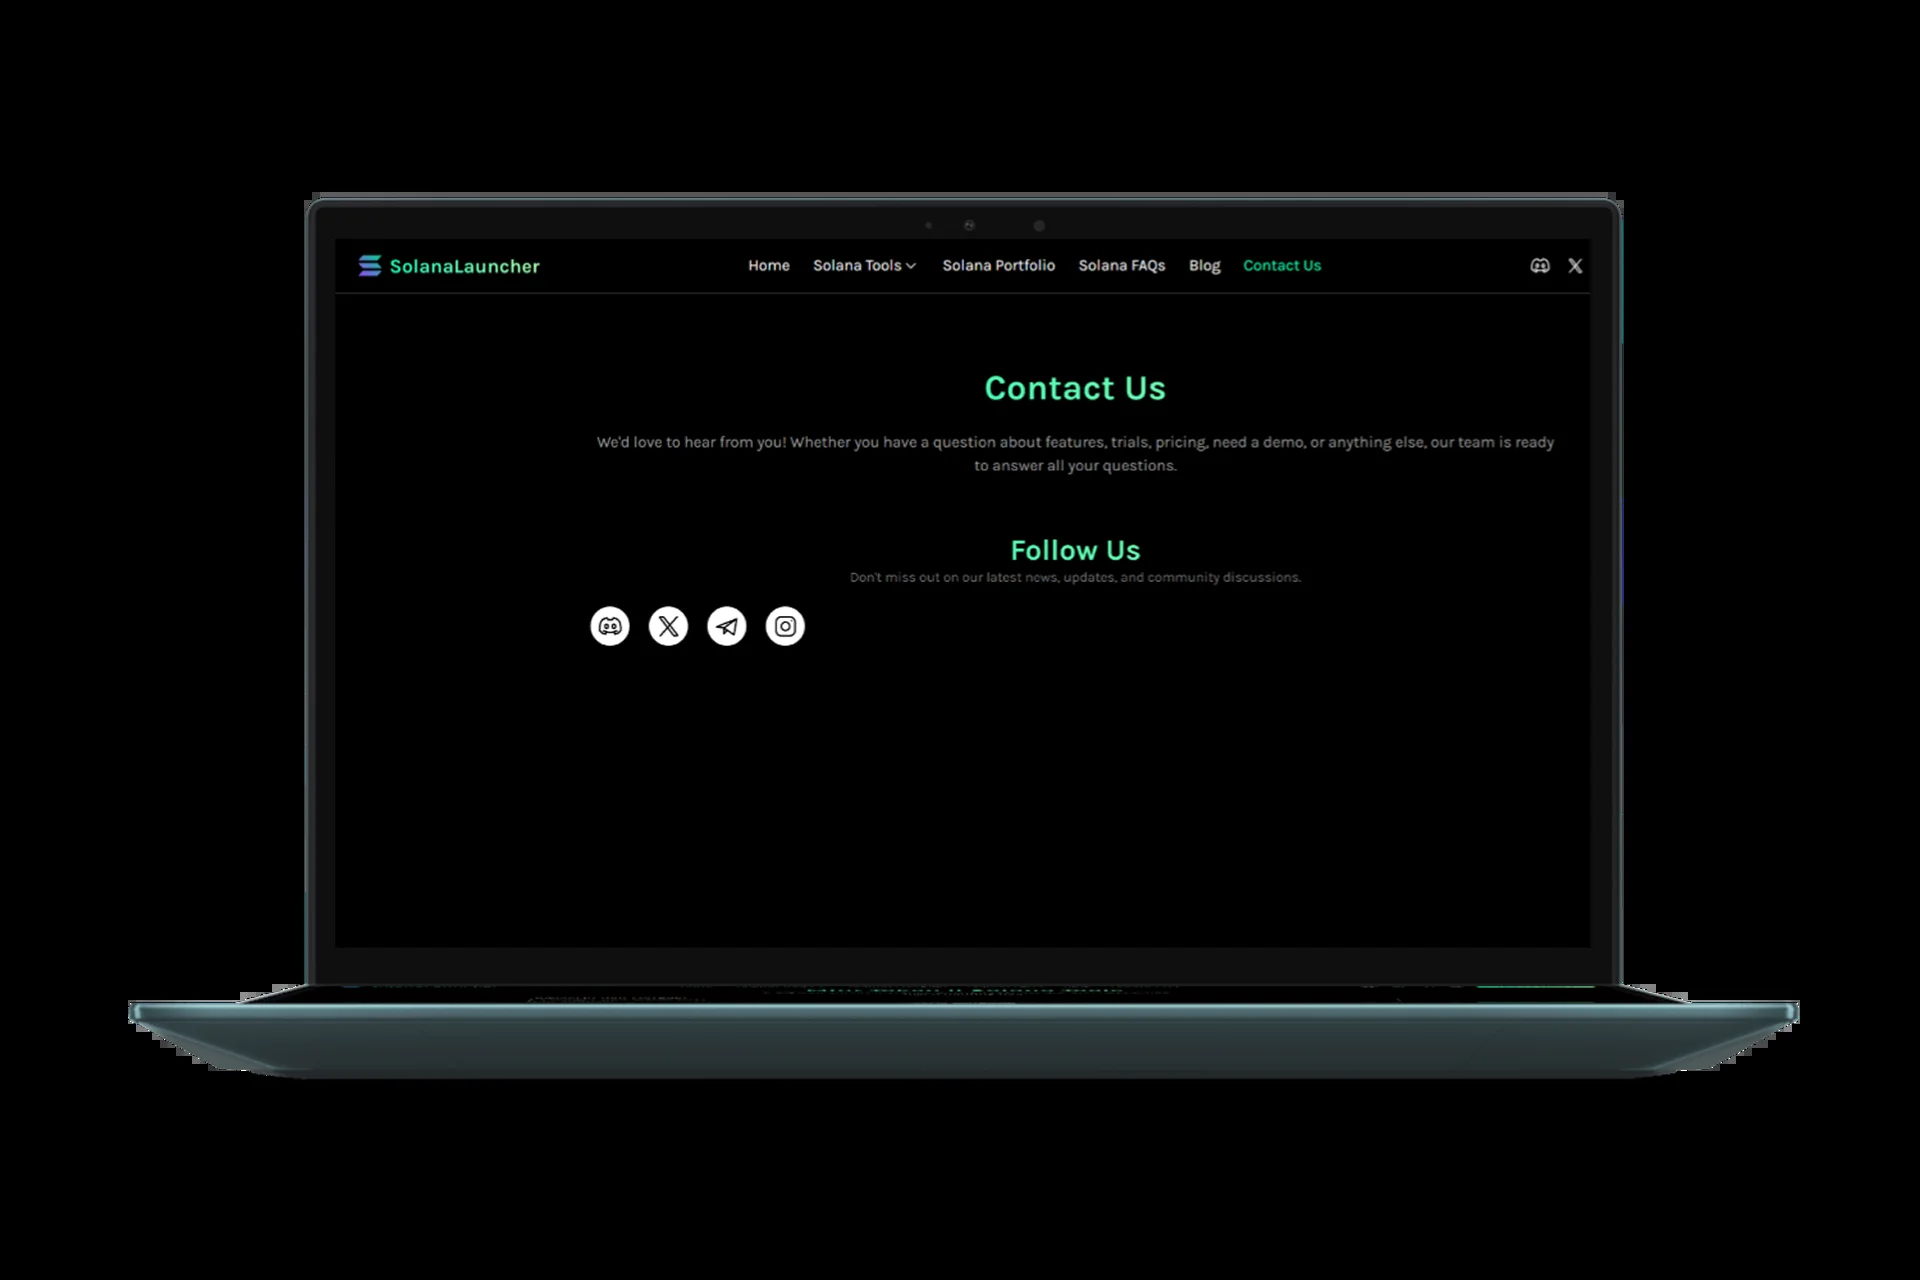 SolanaLauncher
Home Solana Tools Solana Portfolio Solana FAQs Blog Contact Us
Contact Us
We'd love to hear from you! Whether you have a question about features, trials, pricing, need a demo, or anything else, our team is ready
to answer all your questions.
Follow Us
Don't miss out on our latest news, updates, and community discussions.